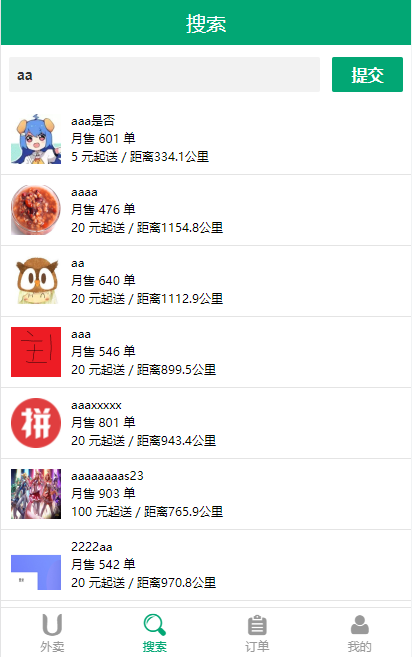 搜索
aa
提交
aaa是否
月售 601 单
5 元起送 / 距离334.1公里
aaaa
月售 476 单
20 元起送 / 距离1154.8公里
aa
月售 640 单
20 元起送 / 距离1112.9公里
aaa
月售 546 单
20 元起送 / 距离899.5公里
拼
aaaxxxxx
月售 801 单
20 元起送 / 距离943.4公里
aaaaaaaas23
月售 903 单
100 元起送 / 距离765.9公里
2222aa
月售 542 单
20 元起送 / 距离970.8公里
外卖
搜索
订单
我的